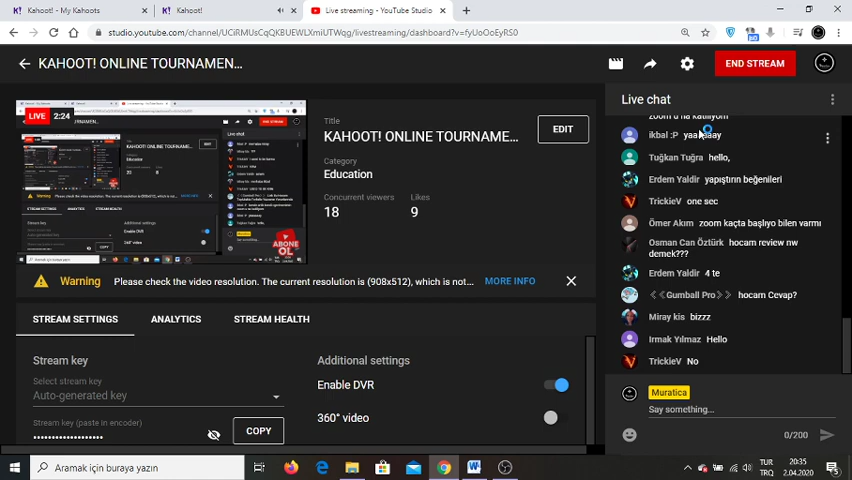 Kahoot! - My Kahoots
Kahoot!
Live streaming - YouTube Studio
studio.youtube.com/channel/UCiRMUsCqQKBUEWLXmiUTWqg/livestreaming/dashboard?v=fyUoOoEyRS0
KAHOOT! ONLINE TOURNAMEN...
END STREAM
LIVE 2:24
ABONE
OL
Title
KAHOOT! ONLINE TOURNAME...
EDIT
Category
Education
Concurrent viewers
18
Likes
9
Warning Please check the video resolution. The current resolution is (908x512), which is not... MORE INFO
STREAM SETTINGS
ANALYTICS
STREAM HEALTH
Stream key
Select stream key
Auto-generated key
Stream key (paste in encoder)
COPY
Additional settings
Enable DVR
360° video
Live chat
ikbal :P
Tuğkan Tuğra hello,
Erdem Yaldir yapıştırın beğenileri
TrickieV one sec
Ömer Akım zoom kaçta başlıyo bilen varmı
Osman Can Öztürk hocam review nw
demek???
Erdem Yaldir 4 te
《《Gumball Pro》》 hocam Cevap?
Miray kis bizzz
Irmak Yılmaz Hello
TrickieV No
Muratica
Say something...
0/200
Aramak için buraya yazın
TUR
TRQ
20:35
2.04.2020
5